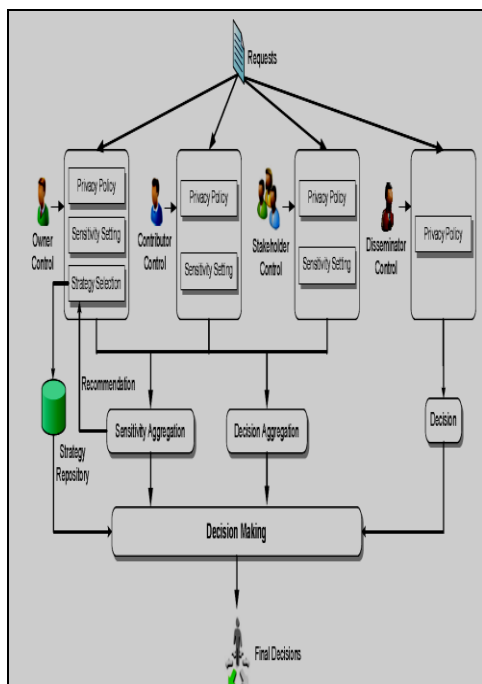 Requests
Owner
Control
Privacy Policy
Sensitivity Setting
Strategy Selection
Contributor
Control
Privacy Policy
Sensitivity Setting
Stakeholder
Control
Privacy Policy
Sensitivity Setting
Disseminator
Control
Privacy Policy
Recommendation
Strategy
Repository
Sensitivity Aggregation
Decision Aggregation
Decision
Decision Making
Final Decisions